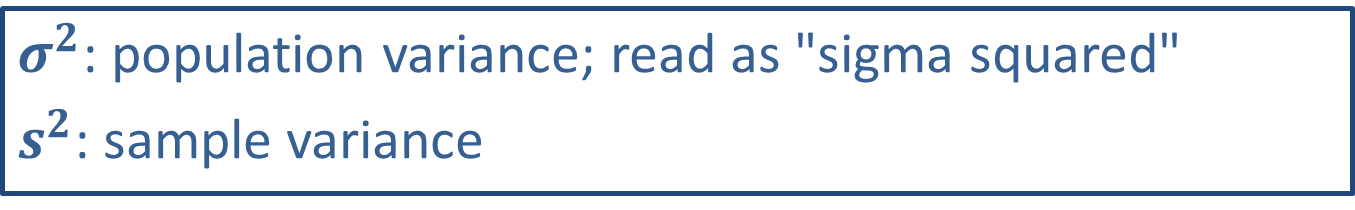 σ²: population variance; read as "sigma squared"
s²: sample variance